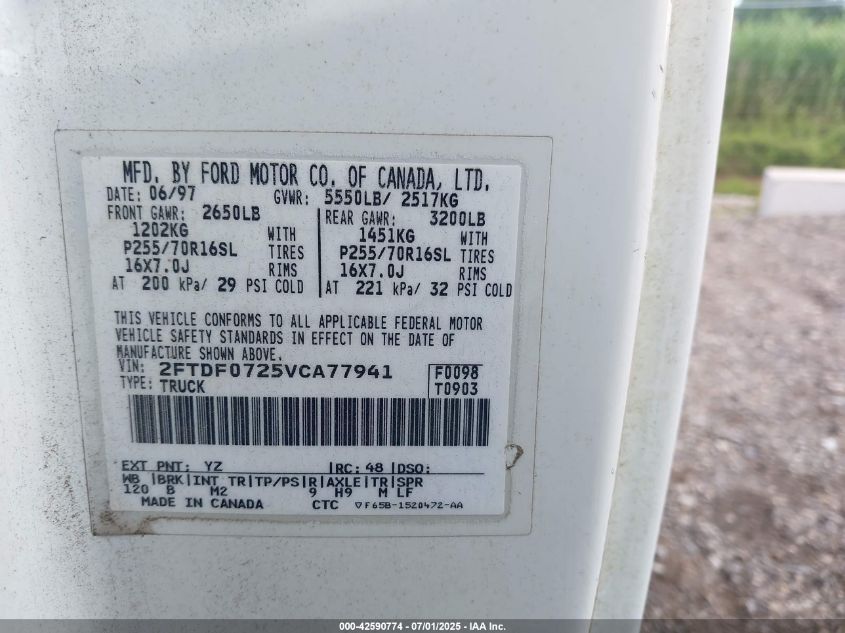 MFD. BY FORD MOTOR CO. OF CANADA, LTD.
DATE: 06/97 GVWR: 5550LB/ 2517KG
FRONT GAWR: 2650LB REAR GAWR: 3200LB
1202KG WITH 1451KG WITH
P255/70R16SL TIRES P255/70R16SL TIRES
16X7.0J RIMS 16X7.0J RIMS
AT 200 kPa/ 29 PSI COLD AT 221 kPa/ 32 PSI COLD
THIS VEHICLE CONFORMS TO ALL APPLICABLE FEDERAL MOTOR
VEHICLE SAFETY STANDARDS IN EFFECT ON THE DATE OF
MANUFACTURE SHOWN ABOVE.
VIN: 2FTDF0725VCA77941 F0098
TYPE: TRUCK T0903
EXT PNT: YZ RC: 48 DSO:
WB BRK INT TR TP/PS R AXLE TR SPR
120 B M2 9 H9 M LF
MADE IN CANADA CTC ▽F65B-1520472-AA
000-42590774 - 07/01/2025 - IAA Inc.